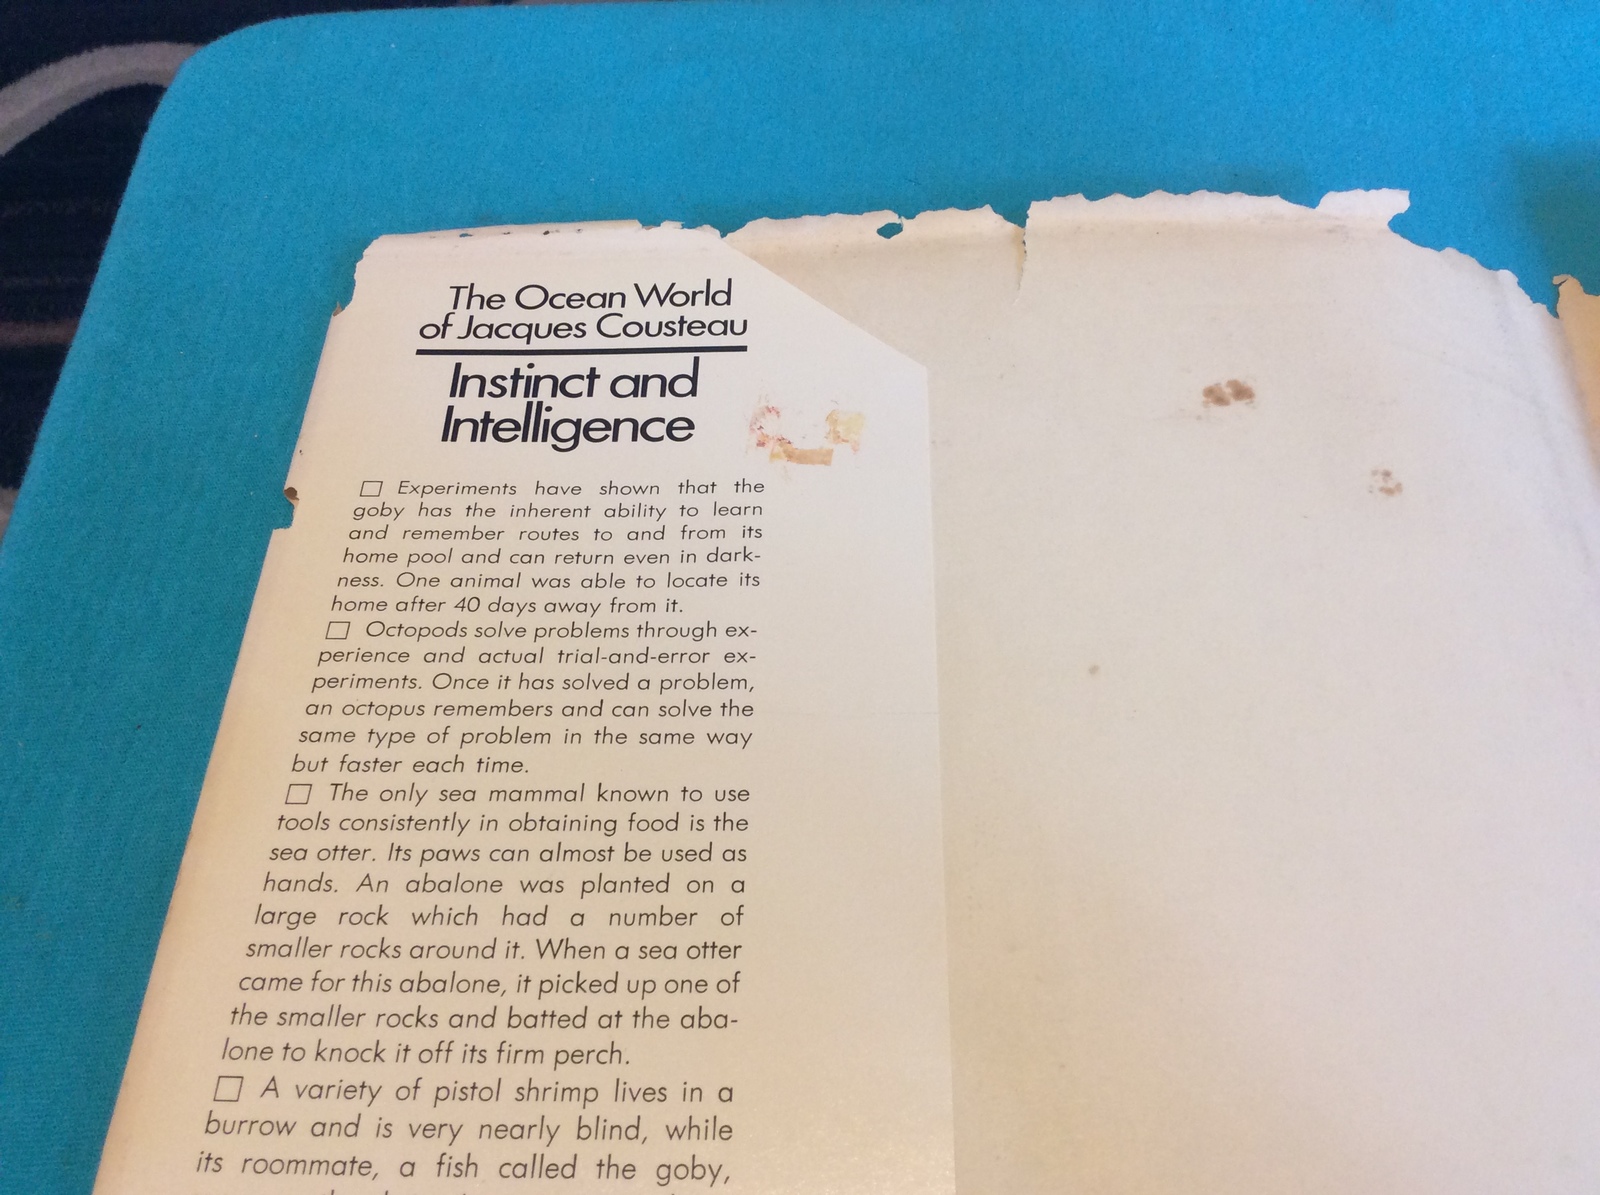 The Ocean World
of Jacques Cousteau
Instinct and
Intelligence
□ Experiments have shown that the
goby has the inherent ability to learn
and remember routes to and from its
home pool and can return even in dark-
ness. One animal was able to locate its
home after 40 days away from it.
□ Octopods solve problems through ex-
perience and actual trial-and-error ex-
periments. Once it has solved a problem,
an octopus remembers and can solve the
same type of problem in the same way
but faster each time.
□ The only sea mammal known to use
tools consistently in obtaining food is the
sea otter. Its paws can almost be used as
hands. An abalone was planted on a
large rock which had a number of
smaller rocks around it. When a sea otter
came for this abalone, it picked up one of
the smaller rocks and batted at the aba-
lone to knock it off its firm perch.
□ A variety of pistol shrimp lives in a
burrow and is very nearly blind, while
its roommate, a fish called the goby,